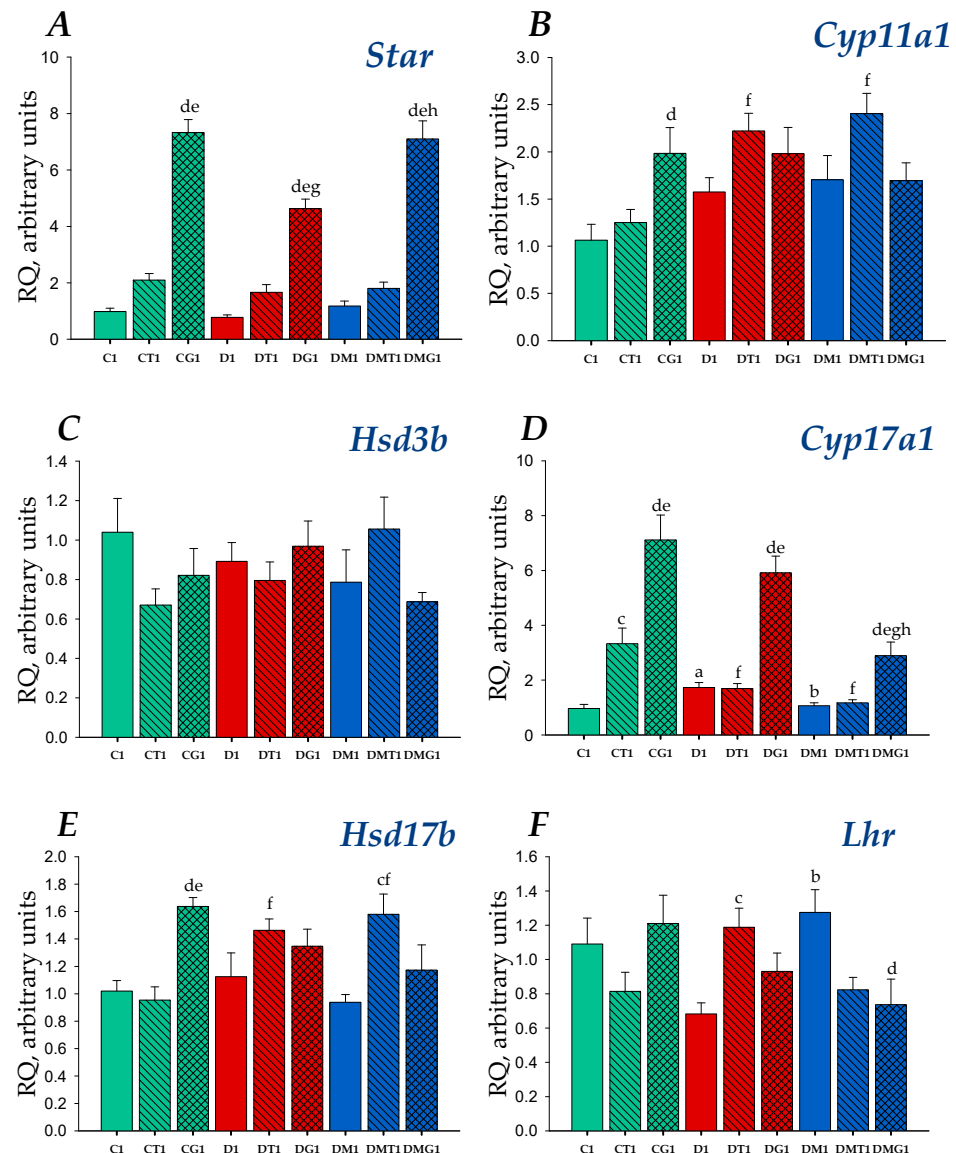 A
Star
RQ, arbitrary units
10
8
6
4
2
0
de
deg
deh
C1 CT1 CG1 D1 DT1 DG1 DM1 DMT1 DMG1
B
Cyp11a1
RQ, arbitrary units
3.0
2.5
2.0
1.5
1.0
0.5
0.0
d
f
f
C1 CT1 CG1 D1 DT1 DG1 DM1 DMT1 DMG1
C
Hsd3b
RQ, arbitrary units
1.4
1.2
1.0
0.8
0.6
0.4
0.2
0.0
C1 CT1 CG1 D1 DT1 DG1 DM1 DMT1 DMG1
D
Cyp17a1
RQ, arbitrary units
10
8
6
4
2
0
c
de
a
f
de
b
f
degh
C1 CT1 CG1 D1 DT1 DG1 DM1 DMT1 DMG1
E
Hsd17b
RQ, arbitrary units
2.0
1.8
1.6
1.4
1.2
1.0
0.8
0.6
0.4
0.2
0.0
de
f
cf
C1 CT1 CG1 D1 DT1 DG1 DM1 DMT1 DMG1
F
Lhr
RQ, arbitrary units
1.6
1.4
1.2
1.0
0.8
0.6
0.4
0.2
0.0
c
b
d
C1 CT1 CG1 D1 DT1 DG1 DM1 DMT1 DMG1